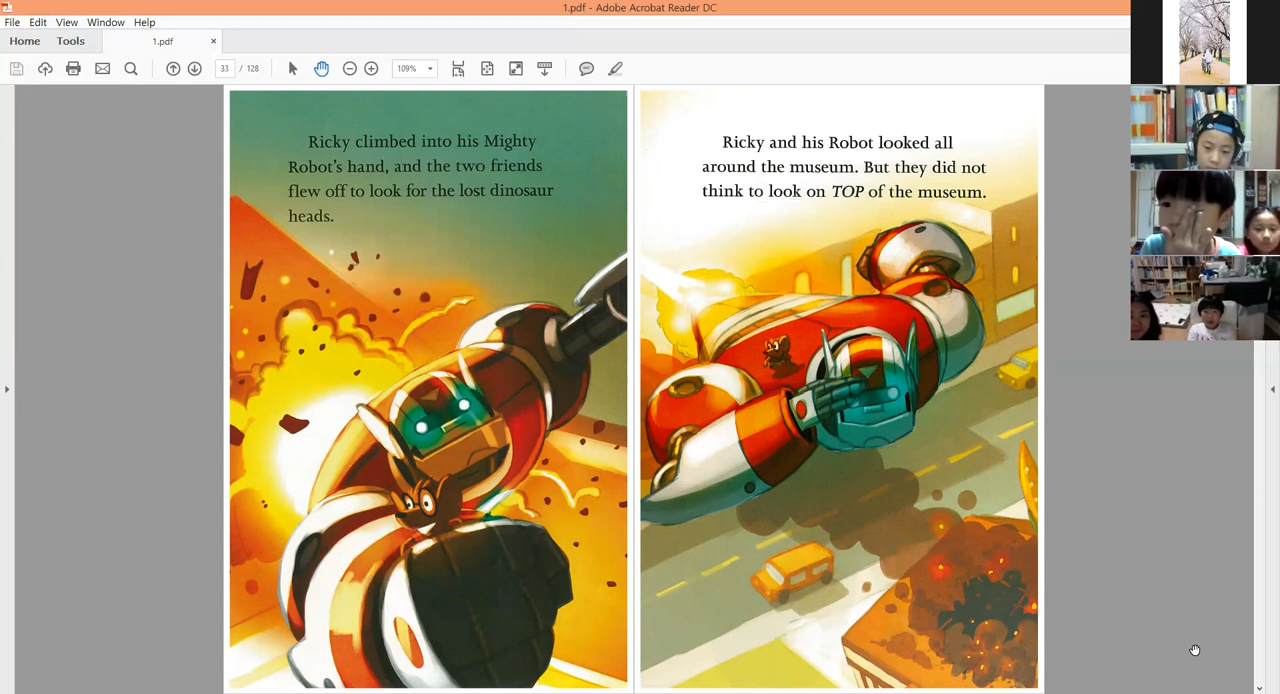 1.pdf - Adobe Acrobat Reader DC
File Edit View Window Help
Home Tools 1.pdf ×
33 / 128 109%
Ricky climbed into his Mighty
Robot's hand, and the two friends
flew off to look for the lost dinosaur
heads.
Ricky and his Robot looked all
around the museum. But they did not
think to look on TOP of the museum.